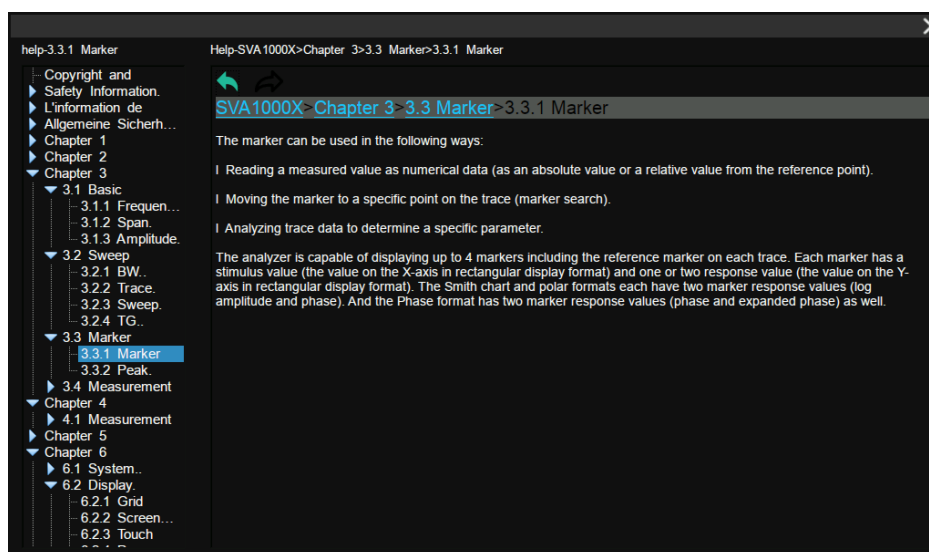 help-3.3.1 Marker
Help-SVA1000X>Chapter 3>3.3 Marker>3.3.1 Marker
Copyright and
Safety Information.
L'information de
Allgemeine Sicherh...
Chapter 1
Chapter 2
Chapter 3
3.1 Basic
3.1.1 Frequen...
3.1.2 Span.
3.1.3 Amplitude.
3.2 Sweep
3.2.1 BW..
3.2.2 Trace.
3.2.3 Sweep.
3.2.4 TG..
3.3 Marker
3.3.1 Marker
3.3.2 Peak.
3.4 Measurement
Chapter 4
4.1 Measurement
Chapter 5
Chapter 6
6.1 System..
6.2 Display.
6.2.1 Grid
6.2.2 Screen...
6.2.3 Touch
SVA1000X>Chapter 3>3.3 Marker>3.3.1 Marker
The marker can be used in the following ways:
l Reading a measured value as numerical data (as an absolute value or a relative value from the reference point).
l Moving the marker to a specific point on the trace (marker search).
l Analyzing trace data to determine a specific parameter.
The analyzer is capable of displaying up to 4 markers including the reference marker on each trace. Each marker has a
stimulus value (the value on the X-axis in rectangular display format) and one or two response value (the value on the Y-
axis in rectangular display format). The Smith chart and polar formats each have two marker response values (log
amplitude and phase). And the Phase format has two marker response values (phase and expanded phase) as well.